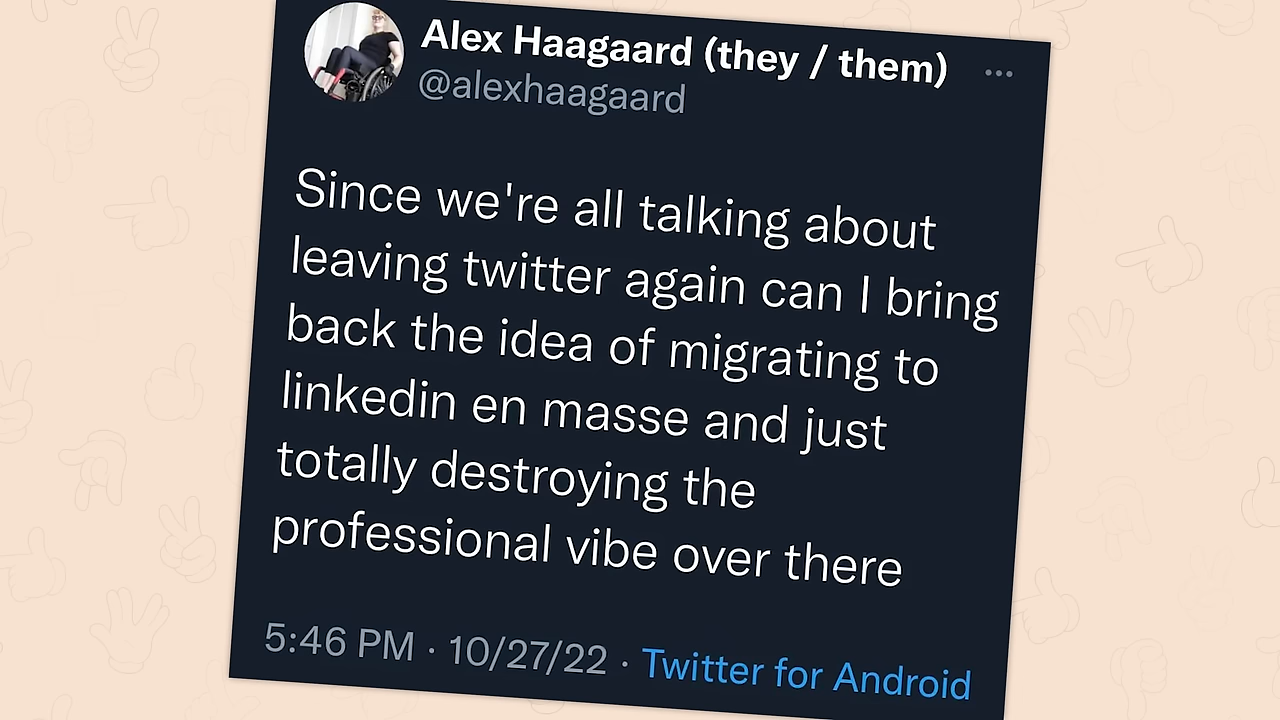 Alex Haagaard (they / them)
@alexhaagaard
Since we're all talking about
leaving twitter again can I bring
back the idea of migrating to
linkedin en masse and just
totally destroying the
professional vibe over there
5:46 PM · 10/27/22 · Twitter for Android